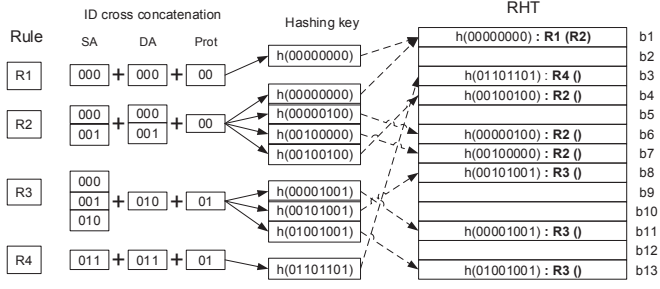 ID cross concatenation
Hashing key
RHT
Rule
SA
DA
Prot
R1
000 + 000 + 00
h(00000000)
R2
000
001
+
000
001
+ 00
h(00000000)
h(00000100)
h(00100000)
h(00100100)
R3
000
001
010
+ 010 + 01
h(00001001)
h(00101001)
h(01001001)
R4
011 + 011 + 01
h(01101101)
h(00000000) : R1 (R2) b1
b2
h(01101101) : R4 () b3
h(00100100) : R2 () b4
b5
h(00000100) : R2 () b6
h(00100000) : R2 () b7
h(00101001) : R3 () b8
b9
b10
h(00001001) : R3 () b11
b12
h(01001001) : R3 () b13